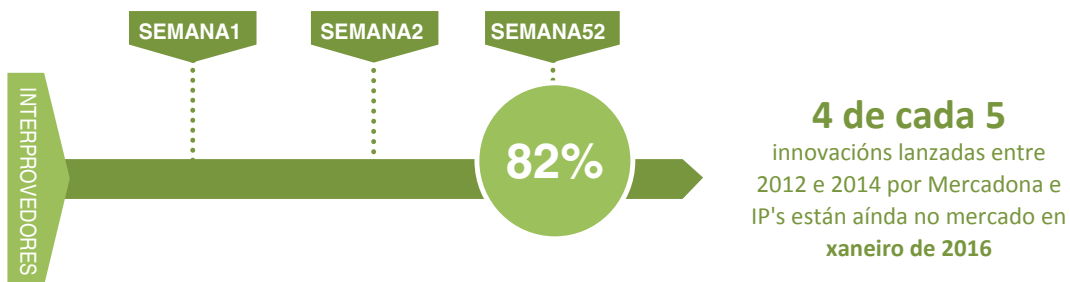 SEMANA1
SEMANA2
SEMANA52
INTERPROVEDORES
82%
4 de cada 5
innovacións lanzadas entre
2012 e 2014 por Mercadona e
IP's están aínda no mercado en
xaneiro de 2016